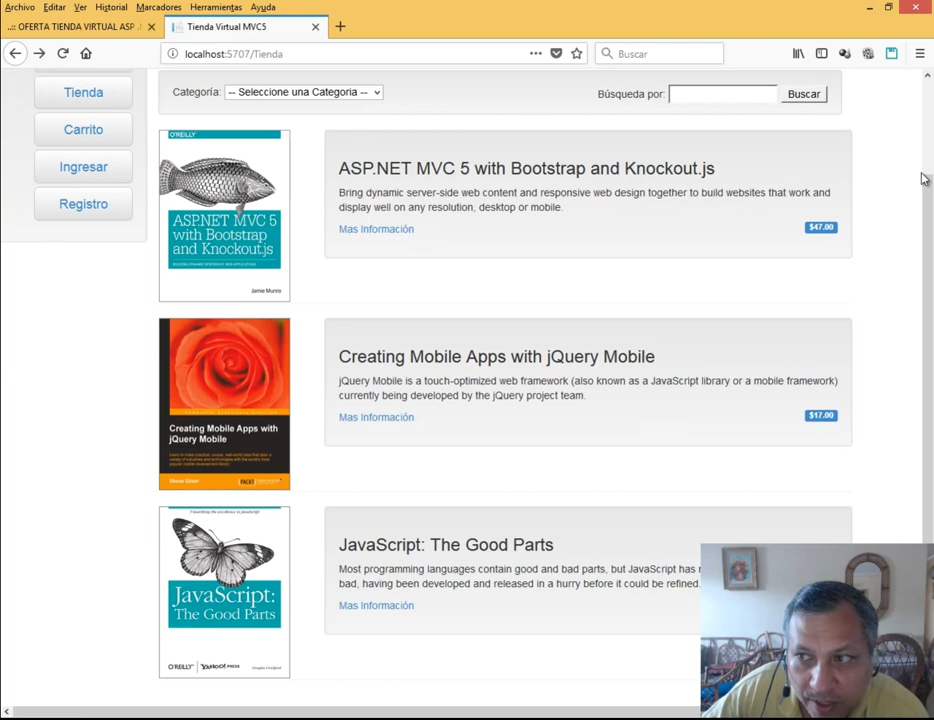 Archivo Editar Ver Historial Marcadores Herramientas Ayuda
..:: OFERTA TIENDA VIRTUAL ASP
Tienda Virtual MVC5
localhost:5707/Tienda
Buscar
Tienda
Carrito
Ingresar
Registro
Categoría: -- Seleccione una Categoria --
Búsqueda por:
Buscar
O'REILLY
ASP.NET MVC 5
with Bootstrap
and Knockout.js
Jamie Munro
ASP.NET MVC 5 with Bootstrap and Knockout.js
Bring dynamic server-side web content and responsive web design together to build websites that work and
display well on any resolution, desktop or mobile.
Mas Información
$47.00
Creating Mobile Apps with
jQuery Mobile
Creating Mobile Apps with jQuery Mobile
jQuery Mobile is a touch-optimized web framework (also known as a JavaScript library or a mobile framework)
currently being developed by the jQuery project team.
Mas Información
$17.00
JavaScript:
The Good Parts
O'REILLY YAHOO! PRESS
JavaScript: The Good Parts
Most programming languages contain good and bad parts, but JavaScript has
bad, having been developed and released in a hurry before it could be refined.
Mas Información